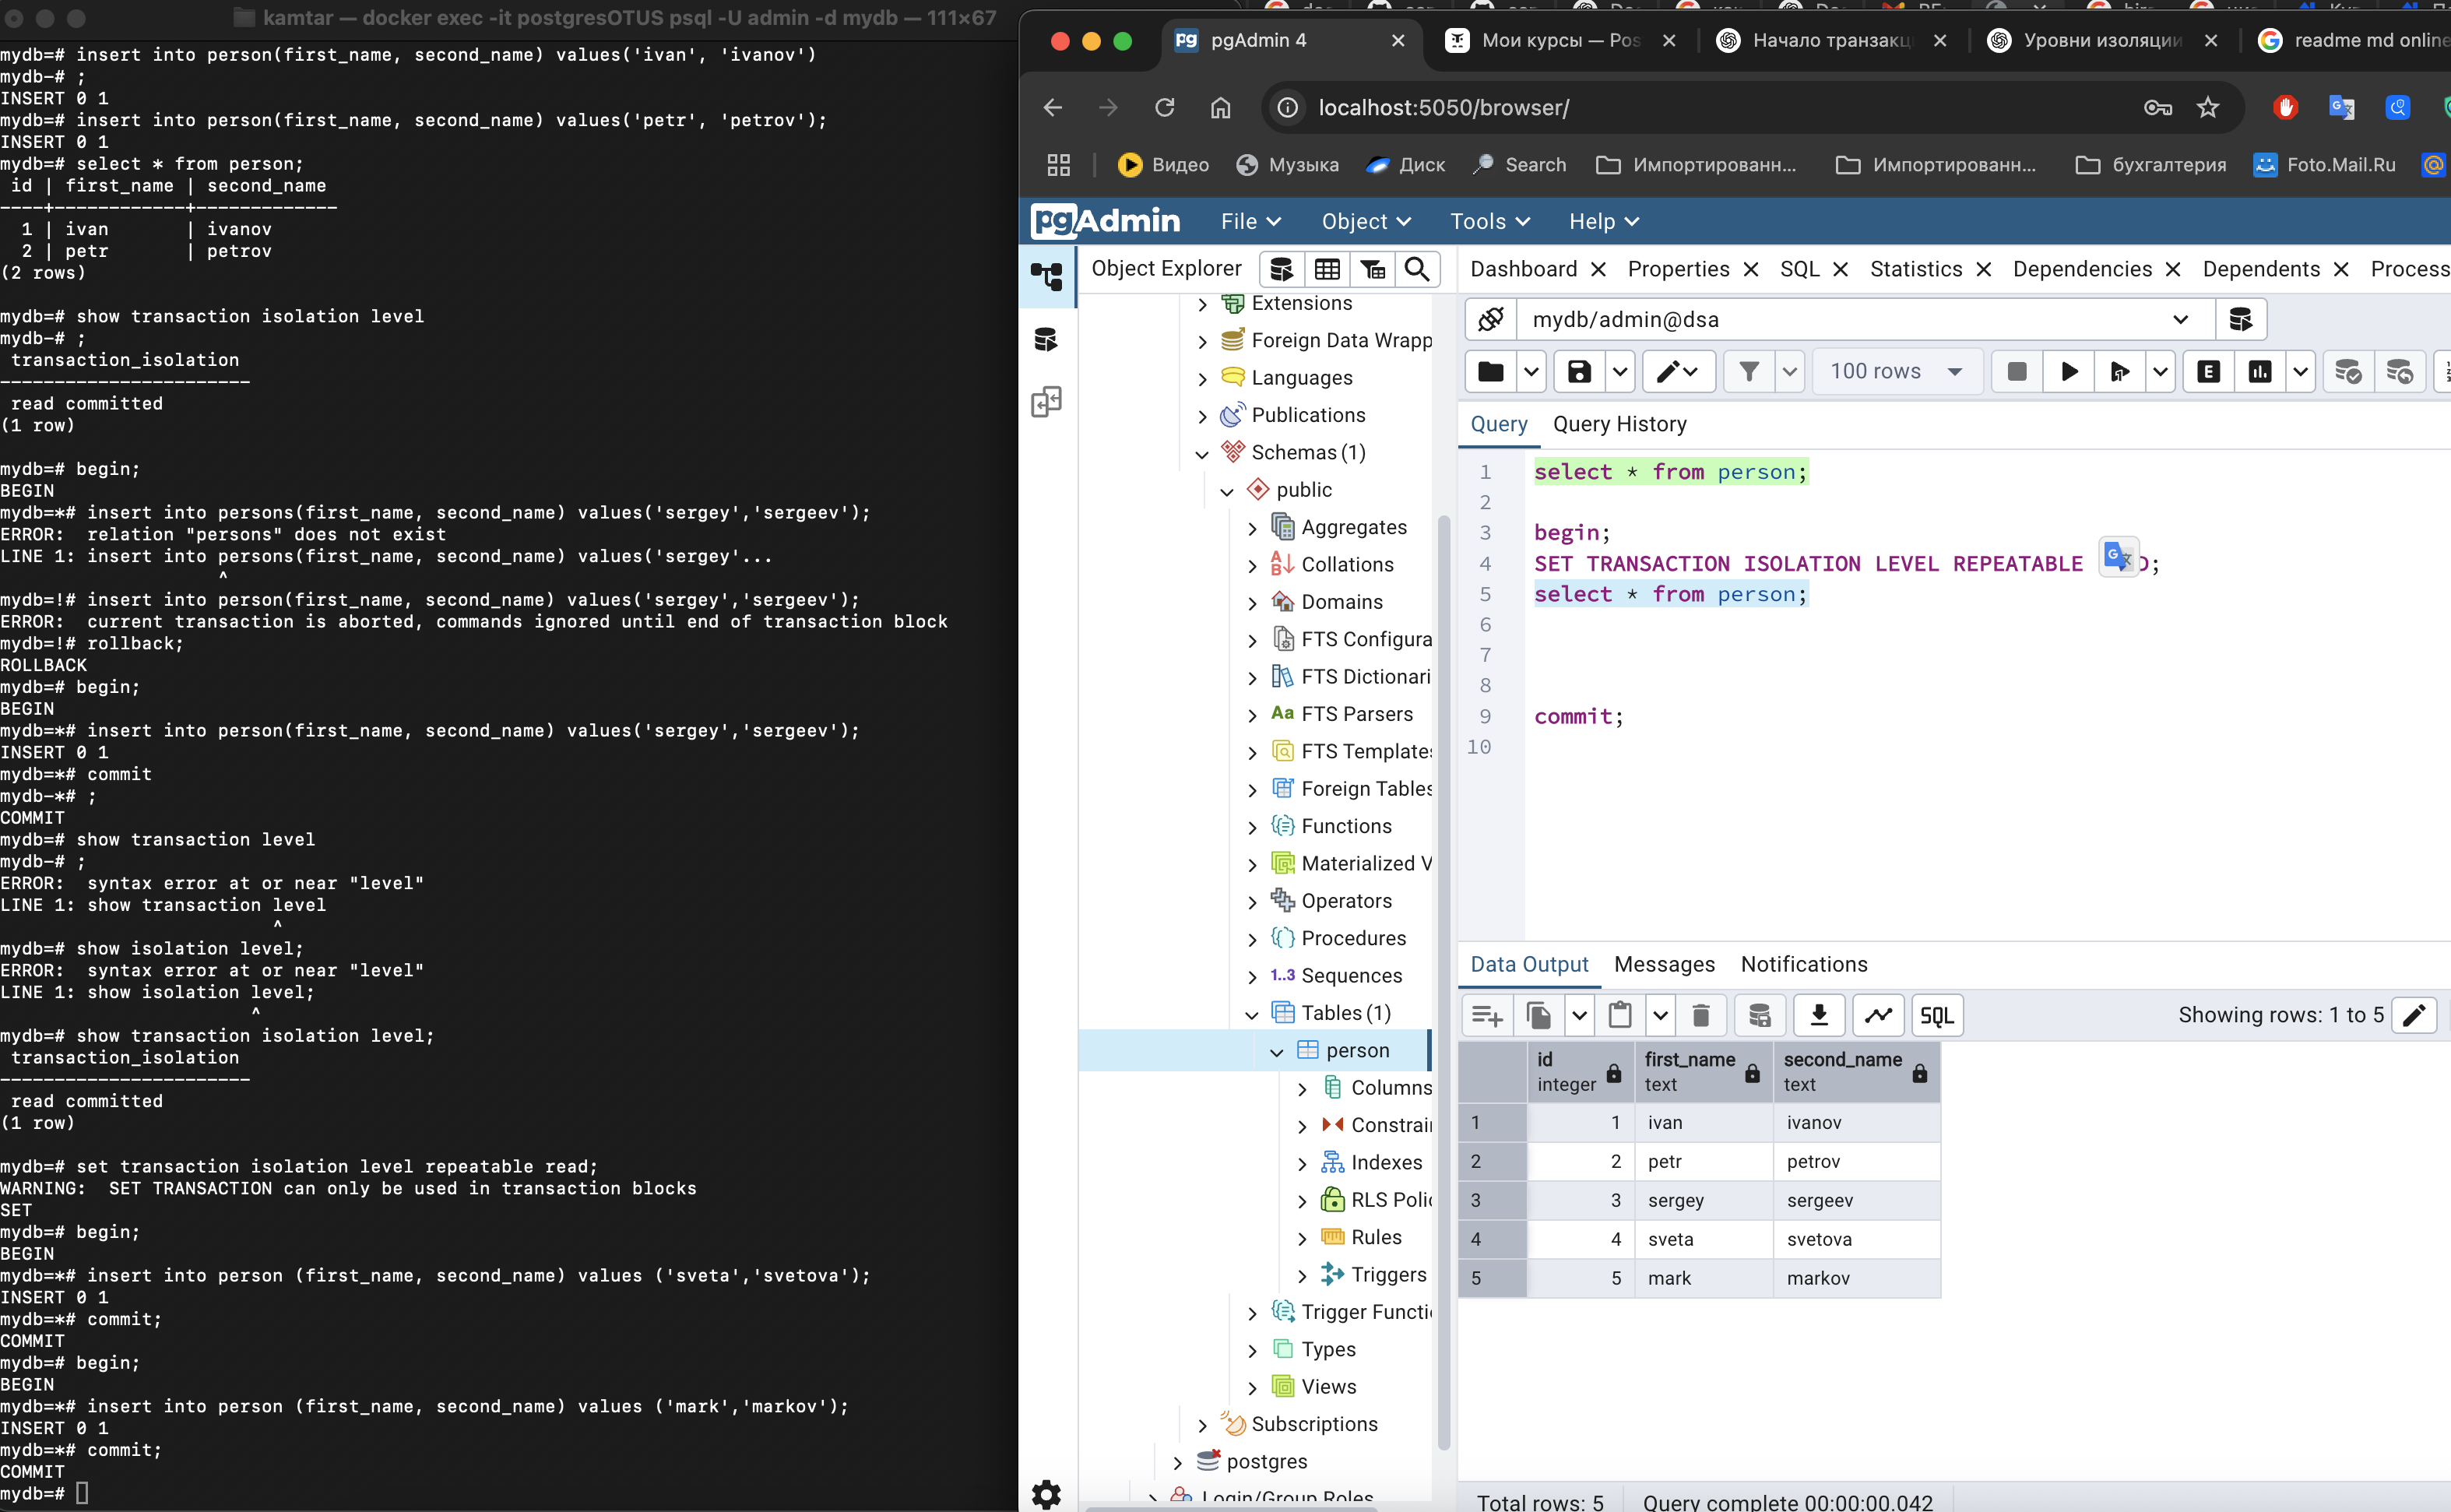 kamtar — docker exec -it postgresOTUS psql -U admin -d mydb — 111×67
mydb=# insert into person(first_name, second_name) values('ivan', 'ivanov')
mydb-# ;
INSERT 0 1
mydb=# insert into person(first_name, second_name) values('petr', 'petrov');
INSERT 0 1
mydb=# select * from person;
 id | first_name | second_name
----+------------+-------------
  1 | ivan       | ivanov
  2 | petr       | petrov
(2 rows)
mydb=# show transaction isolation level
mydb-# ;
 transaction_isolation
-----------------------
 read committed
(1 row)
mydb=# begin;
BEGIN
mydb=*# insert into persons(first_name, second_name) values('sergey','sergeev');
ERROR:  relation "persons" does not exist
LINE 1: insert into persons(first_name, second_name) values('sergey'...
                    ^
mydb=!# insert into person(first_name, second_name) values('sergey','sergeev');
ERROR:  current transaction is aborted, commands ignored until end of transaction block
mydb=!# rollback;
ROLLBACK
mydb=# begin;
BEGIN
mydb=*# insert into person(first_name, second_name) values('sergey','sergeev');
INSERT 0 1
mydb=*# commit
mydb-*# ;
COMMIT
mydb=# show transaction level
mydb-# ;
ERROR:  syntax error at or near "level"
LINE 1: show transaction level
                         ^
mydb=# show isolation level;
ERROR:  syntax error at or near "level"
LINE 1: show isolation level;
                       ^
mydb=# show transaction isolation level;
 transaction_isolation
-----------------------
 read committed
(1 row)
mydb=# set transaction isolation level repeatable read;
WARNING:  SET TRANSACTION can only be used in transaction blocks
SET
mydb=# begin;
BEGIN
mydb=*# insert into person (first_name, second_name) values ('sveta','svetova');
INSERT 0 1
mydb=*# commit;
COMMIT
mydb=# begin;
BEGIN
mydb=*# insert into person (first_name, second_name) values ('mark','markov');
INSERT 0 1
mydb=*# commit;
COMMIT
mydb=#
pgAdmin 4
Мои курсы — Pos
Начало транзакц
Уровни изоляции
readme md online
localhost:5050/browser/
Видео
Музыка
Диск
Search
Импортированн...
Импортированн...
бухгалтерия
Foto.Mail.Ru
pgAdmin
File
Object
Tools
Help
Object Explorer
Dashboard
Properties
SQL
Statistics
Dependencies
Dependents
Process
Extensions
Foreign Data Wrapp
Languages
Publications
Schemas (1)
public
Aggregates
Collations
Domains
FTS Configura
FTS Dictionari
FTS Parsers
FTS Templates
Foreign Tables
Functions
Materialized V
Operators
Procedures
1..3 Sequences
Tables (1)
person
Columns
Constrai
Indexes
RLS Polic
Rules
Triggers
Trigger Functi
Types
Views
Subscriptions
postgres
Login/Group Roles
mydb/admin@dsa
100 rows
Query
Query History
1 select * from person;
2
3 begin;
4 SET TRANSACTION ISOLATION LEVEL REPEATABLE D;
5 select * from person;
6
7
8
9 commit;
10
Data Output
Messages
Notifications
SQL
Showing rows: 1 to 5
id integer
first_name text
second_name text
1 1 ivan ivanov
2 2 petr petrov
3 3 sergey sergeev
4 4 sveta svetova
5 5 mark markov
Total rows: 5
Query complete 00:00:00.042